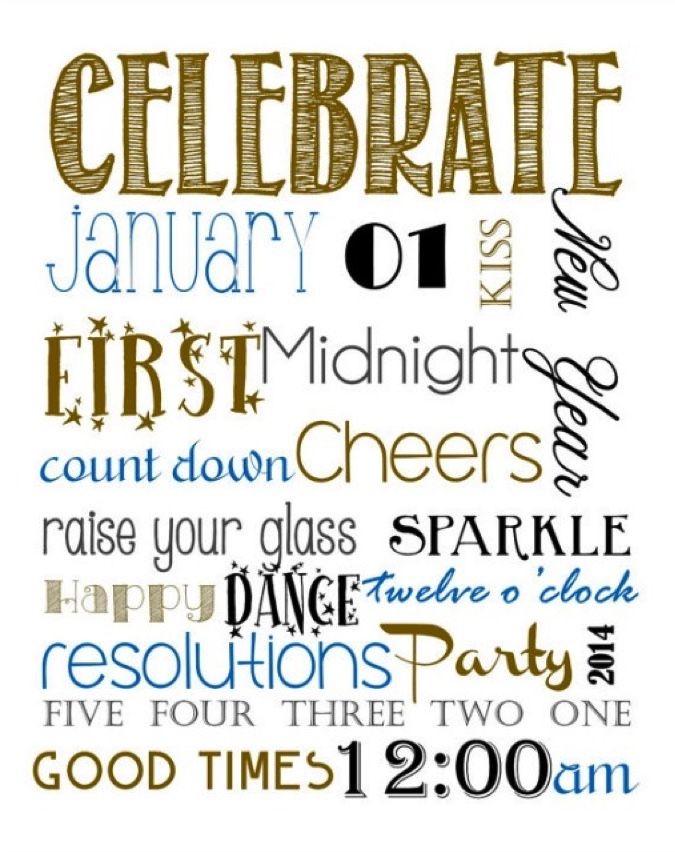 CELEBRATE
January 01 KISS
New Year
FIRST Midnight
count down Cheers
raise your glass SPARKLE
Happy DANCE twelve o'clock
resolutions Party 2014
FIVE FOUR THREE TWO ONE
GOOD TIMES 12:00am